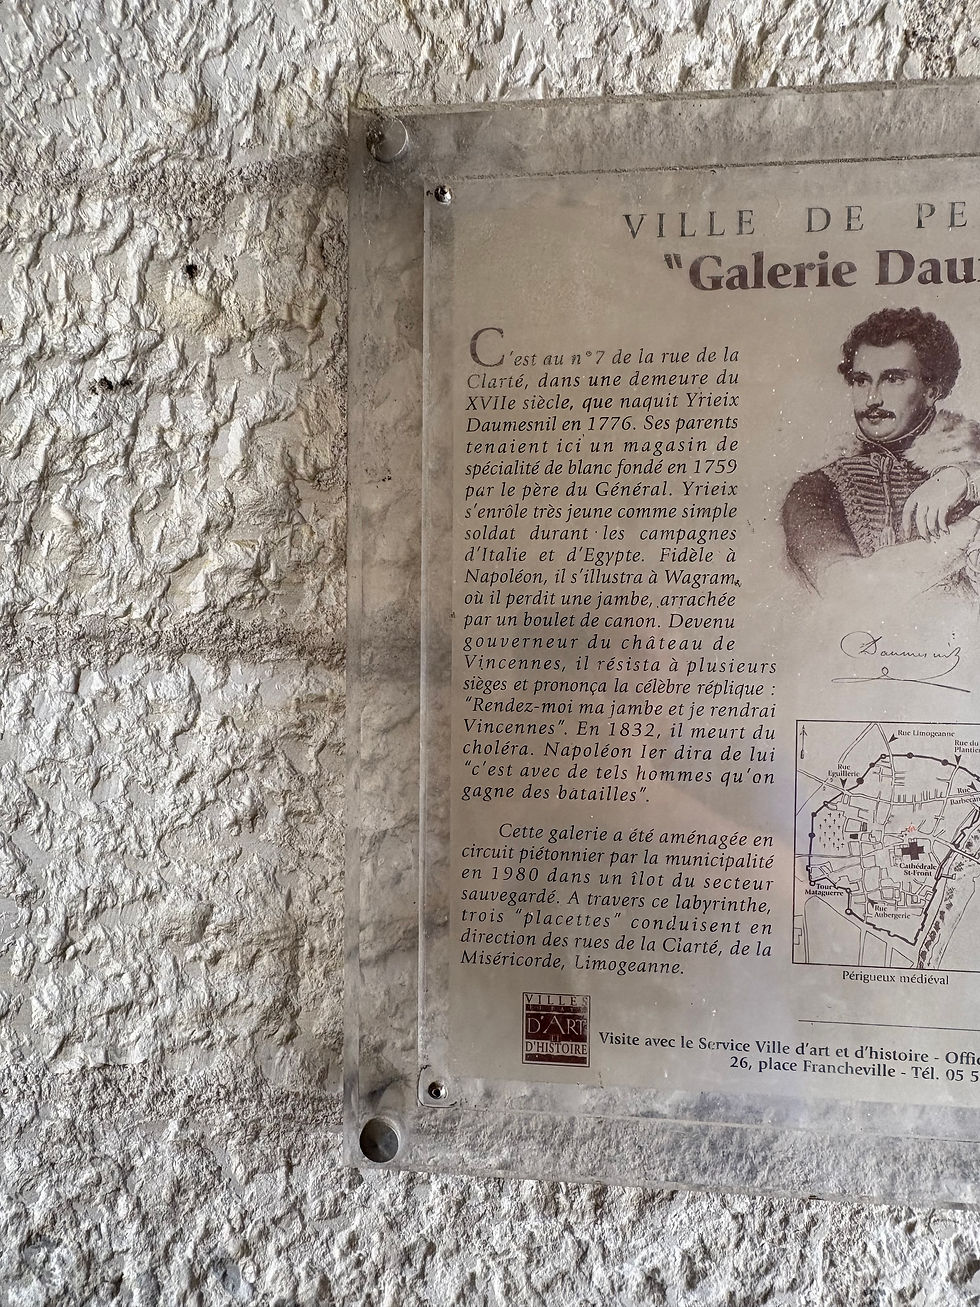 VILLE DE PE
"Galerie Dau
C'est au n°7 de la rue de la
Clarté, dans une demeure du
XVIIe siècle, que naquit Yrieix
Daumesnil en 1776. Ses parents
tenaient ici un magasin de
spécialité de blanc fondé en 1759
par le père du Général. Yrieix
s'enrôle très jeune comme simple
soldat durant les campagnes
d'Italie et d'Egypte. Fidèle à
Napoléon, il s'illustra à Wagram,
où il perdit une jambe, arrachée
par un boulet de canon. Devenu
gouverneur du château de
Vincennes, il résista à plusieurs
sièges et prononça la célèbre réplique :
"Rendez-moi ma jambe et je rendrai
Vincennes". En 1832, il meurt du
choléra. Napoléon Ier dira de lui
"c'est avec de tels hommes qu'on
gagne des batailles".
Cette galerie a été aménagée en
circuit piétonnier par la municipalité
en 1980 dans un îlot du secteur
sauvegardé. A travers ce labyrinthe,
trois "placettes" conduisent en
direction des rues de la Clarté, de la
Miséricorde, Limogeanne.
Daumesnil
Rue Limogeanne
Rue du
Plantie
Rue
Eguillerie
Rue
Barbecan
Cathédrale
St-Front
Tour
Mataguerre
Rue
Aubergerie
Périgueux médiéval
VILLES
D'ART
ET
D'HISTOIRE
Visite avec le Service Ville d'art et d'histoire - Offic
26, place Francheville - Tél. 05 5